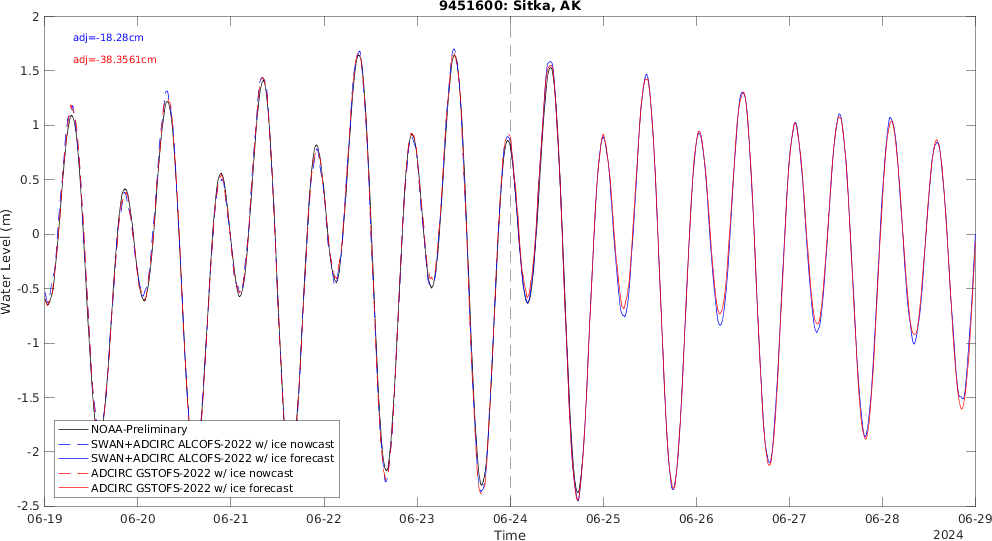 9451600: Sitka, AK
adj=-18.28cm
adj=-38.3561cm
Water Level (m)
2
1.5
1
0.5
0
-0.5
-1
-1.5
-2
-2.5
NOAA-Preliminary
SWAN+ADCIRC ALCOFS-2022 w/ ice nowcast
SWAN+ADCIRC ALCOFS-2022 w/ ice forecast
ADCIRC GSTOFS-2022 w/ ice nowcast
ADCIRC GSTOFS-2022 w/ ice forecast
06-19 06-20 06-21 06-22 06-23 06-24 06-25 06-26 06-27 06-28 06-29
Time
2024